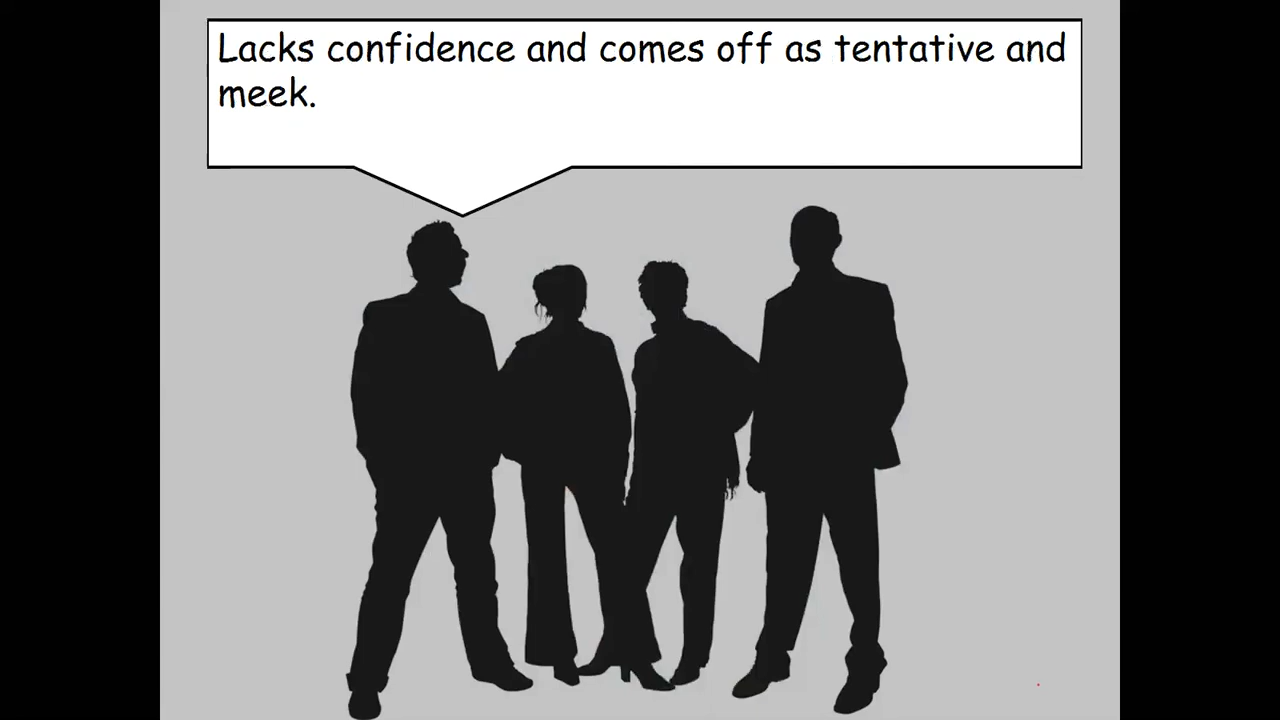 Lacks confidence and comes off as tentative and
meek.